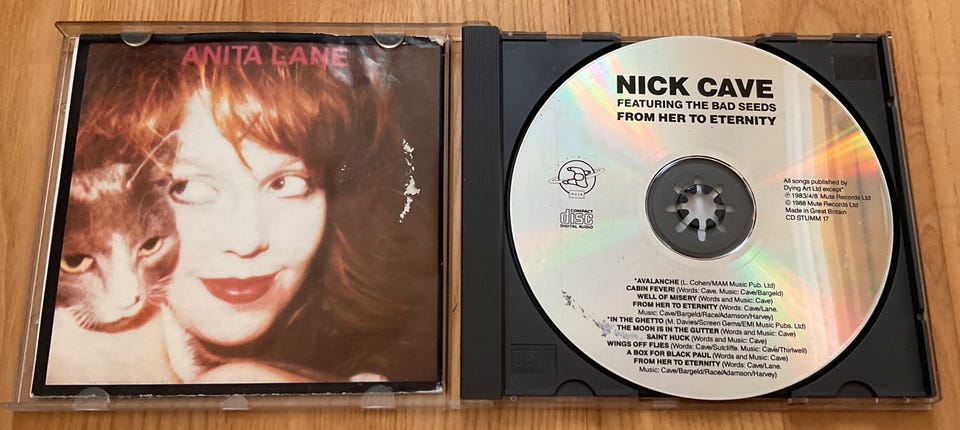 ANITA LANE
NICK CAVE
FEATURING THE BAD SEEDS
FROM HER TO ETERNITY
MUTE
COMPACT
disc
DIGITAL AUDIO
All songs published by
Dying Art Ltd except*
℗ 1983/4/8 Mute Records Ltd
© 1988 Mute Records Ltd
Made in Great Britain
CD STUMM 17
*AVALANCHE (L. Cohen/MAM Music Pub. Ltd)
CABIN FEVER! (Words: Cave. Music: Cave/Bargeld)
WELL OF MISERY (Words and Music: Cave)
FROM HER TO ETERNITY (Words: Cave/Lane.
Music: Cave/Bargeld/Race/Adamson/Harvey)
*IN THE GHETTO (M. Davies/Screen Gems/EMI Music Pubs. Ltd)
THE MOON IS IN THE GUTTER (Words and Music: Cave)
SAINT HUCK (Words and Music: Cave)
WINGS OFF FLIES (Words: Cave/Sutcliffe. Music: Cave/Thirlwell)
A BOX FOR BLACK PAUL (Words and Music: Cave)
FROM HER TO ETERNITY (Words: Cave/Lane.
Music: Cave/Bargeld/Race/Adamson/Harvey)